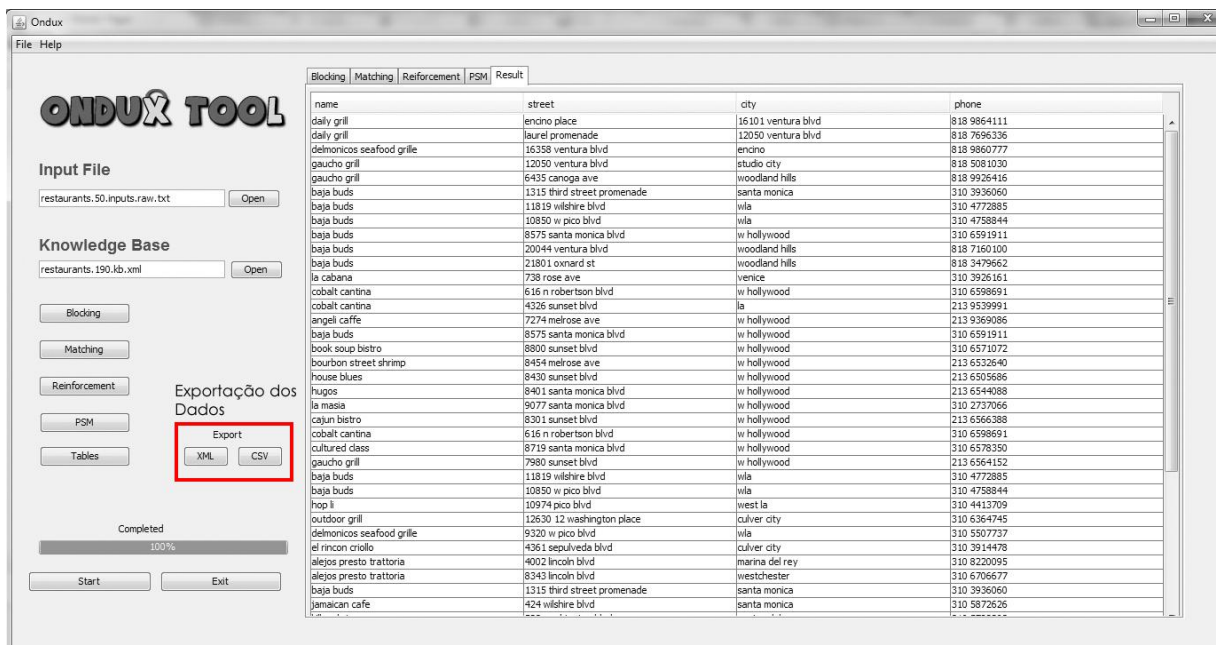 Ondux
File Help
ONDUX TOOL
Input File
restaurants.50.inputs.raw.txt Open
Knowledge Base
restaurants.190.kb.xml Open
Blocking
Matching
Reinforcement
PSM
Tables
Exportação dos
Dados
Export
XML CSV
Completed
100%
Start Exit
Blocking Matching Reiforcement PSM Result
name street city phone
daily grill encino place 16101 ventura blvd 818 9864111
daily grill laurel promenade 12050 ventura blvd 818 7696336
delmonicos seafood grille 16358 ventura blvd encino 818 9860777
gaucho grill 12050 ventura blvd studio city 818 5081030
gaucho grill 6435 canoga ave woodland hills 818 9926416
baja buds 1315 third street promenade santa monica 310 3936060
baja buds 11819 wilshire blvd wla 310 4772885
baja buds 10850 w pico blvd wla 310 4758844
baja buds 8575 santa monica blvd w hollywood 310 6591911
baja buds 20044 ventura blvd woodland hills 818 7160100
baja buds 21801 oxnard st woodland hills 818 3479662
la cabana 738 rose ave venice 310 3926161
cobalt cantina 616 n robertson blvd w hollywood 310 6598691
cobalt cantina 4326 sunset blvd la 213 9539991
angeli caffe 7274 melrose ave w hollywood 213 9369086
baja buds 8575 santa monica blvd w hollywood 310 6591911
book soup bistro 8800 sunset blvd w hollywood 310 6571072
bourbon street shrimp 8454 melrose ave w hollywood 213 6532640
house blues 8430 sunset blvd w hollywood 213 6505686
hugos 8401 santa monica blvd w hollywood 213 6544088
la masia 9077 santa monica blvd w hollywood 310 2737066
cajun bistro 8301 sunset blvd w hollywood 213 6566388
cobalt cantina 616 n robertson blvd w hollywood 310 6598691
cultured class 8719 santa monica blvd w hollywood 310 6578350
gaucho grill 7980 sunset blvd w hollywood 213 6564152
baja buds 11819 wilshire blvd wla 310 4772885
baja buds 10850 w pico blvd wla 310 4758844
hop li 10974 pico blvd west la 310 4413709
outdoor grill 12630 12 washington place culver city 310 6364745
delmonicos seafood grille 9320 w pico blvd wla 310 5507737
el rincon criollo 4361 sepulveda blvd culver city 310 3914478
alejos presto trattoria 4002 lincoln blvd marina del rey 310 8220095
alejos presto trattoria 8343 lincoln blvd westchester 310 6706677
baja buds 1315 third street promenade santa monica 310 3936060
jamaican cafe 424 wilshire blvd santa monica 310 5872626